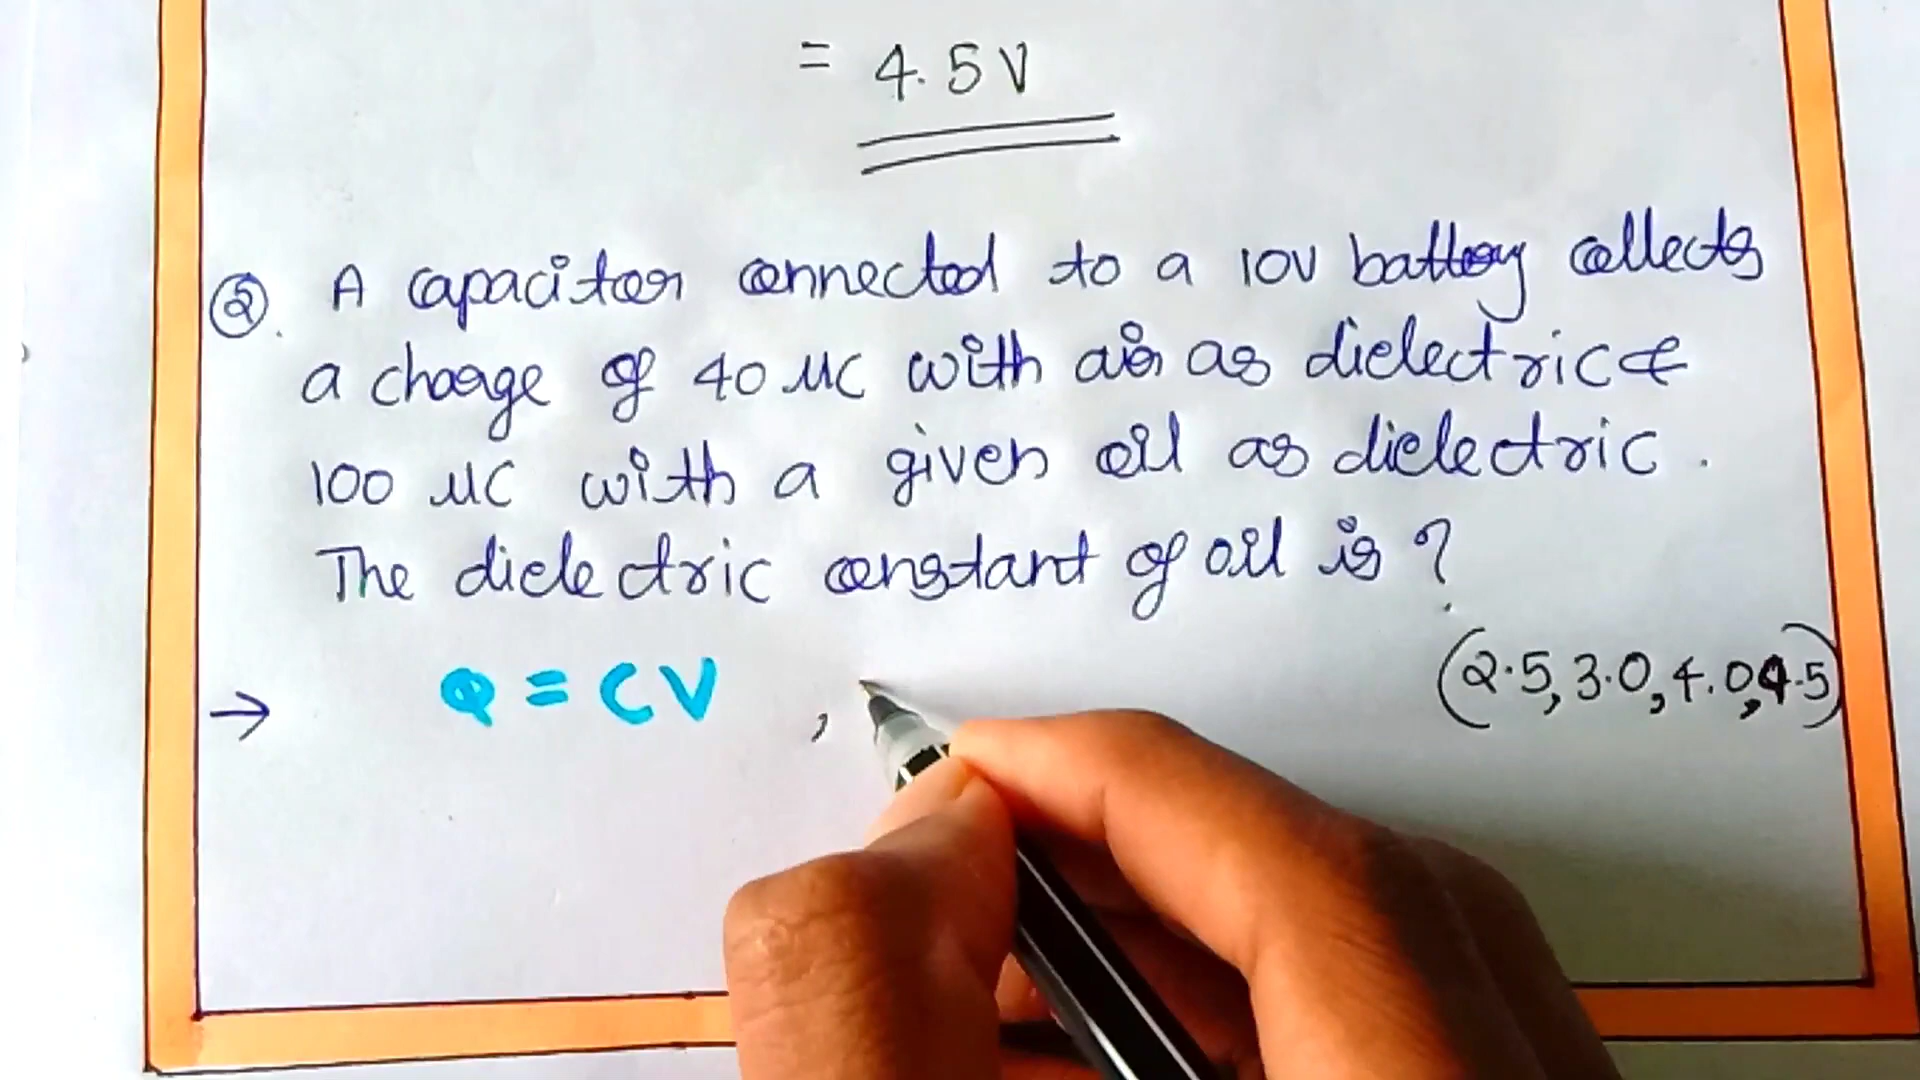 = 4.5V
②. A capacitor connected to a 10V battery collects
a charge of 40 µC with air as dielectric &
100 µC with a given oil as dielectric.
The dielectric constant of oil is?
(2.5, 3.0, 4.0, 4.5)
→ Q = CV ,